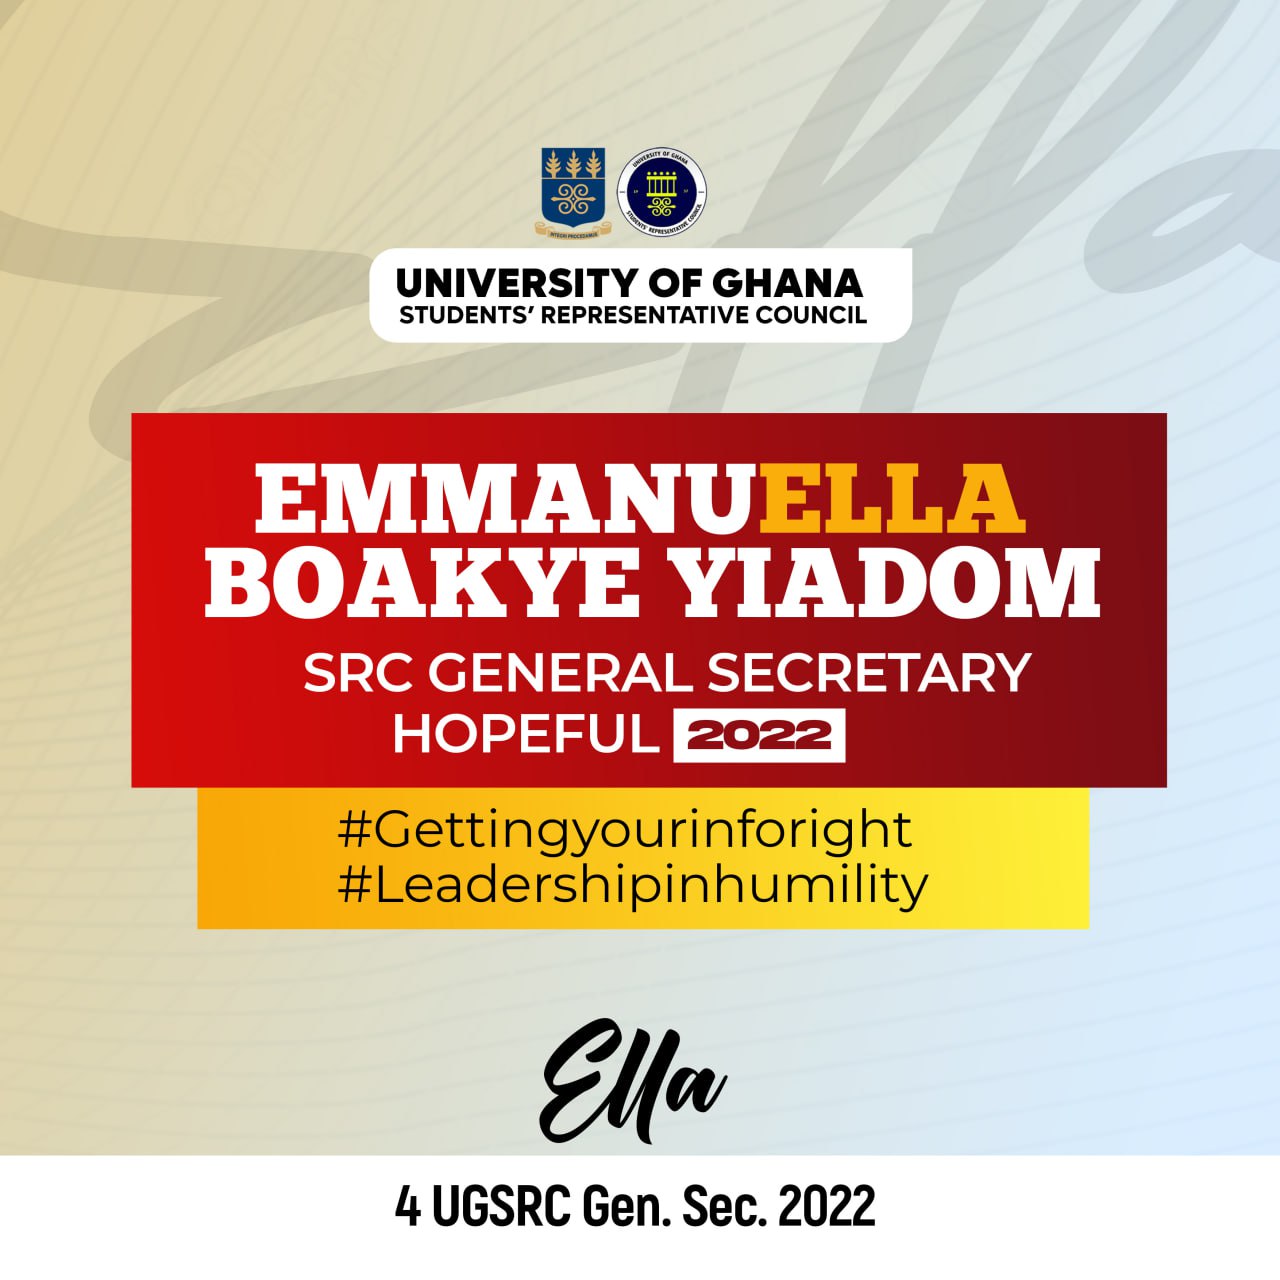 INTEGRI PROCEDAMUS
UNIVERSITY OF GHANA
STUDENTS' REPRESENTATIVE COUNCIL
UNIVERSITY OF GHANA
STUDENTS’ REPRESENTATIVE COUNCIL
EMMANUELLA
BOAKYE YIADOM
SRC GENERAL SECRETARY
HOPEFUL 2022
#Gettingyourinforight
#Leadershipinhumility
Ella
4 UGSRC Gen. Sec. 2022